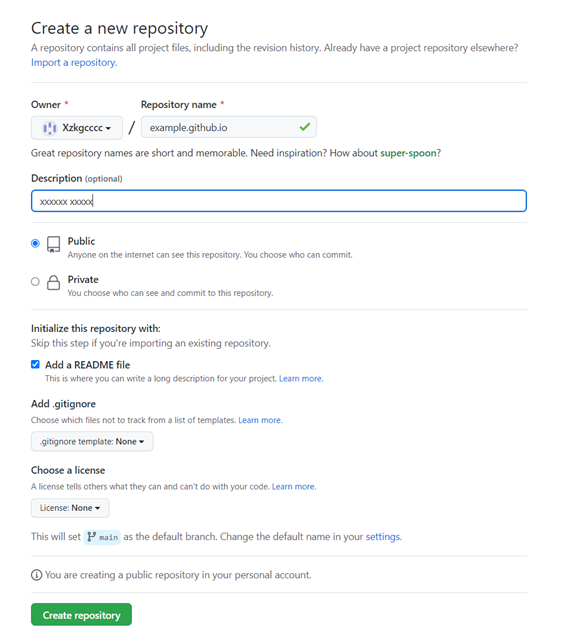 Create a new repository
A repository contains all project files, including the revision history. Already have a project repository elsewhere?
Import a repository.
Owner * Repository name *
Xzkgcccc / example.github.io
Great repository names are short and memorable. Need inspiration? How about super-spoon?
Description (optional)
xxxxxx xxxxx
Public
Anyone on the internet can see this repository. You choose who can commit.
Private
You choose who can see and commit to this repository.
Initialize this repository with:
Skip this step if you're importing an existing repository.
Add a README file
This is where you can write a long description for your project. Learn more.
Add .gitignore
Choose which files not to track from a list of templates. Learn more.
.gitignore template: None
Choose a license
A license tells others what they can and can't do with your code. Learn more.
License: None
This will set main as the default branch. Change the default name in your settings.
You are creating a public repository in your personal account.
Create repository